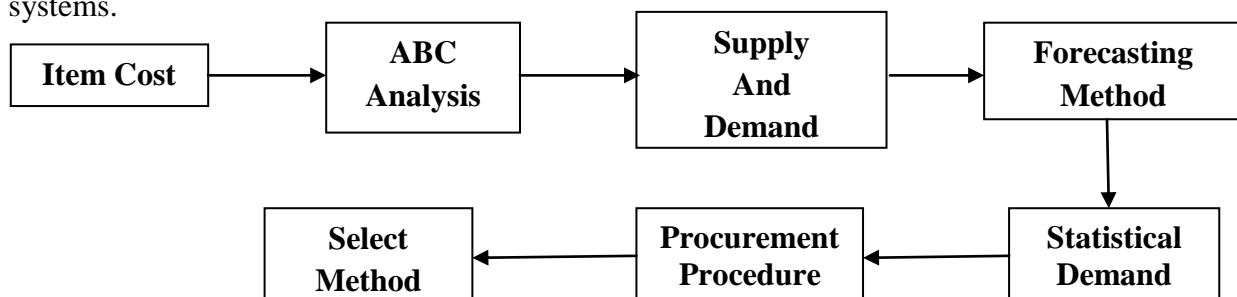 systems.
Item Cost
ABC
Analysis
Supply
And
Demand
Forecasting
Method
Statistical
Demand
Procurement
Procedure
Select
Method